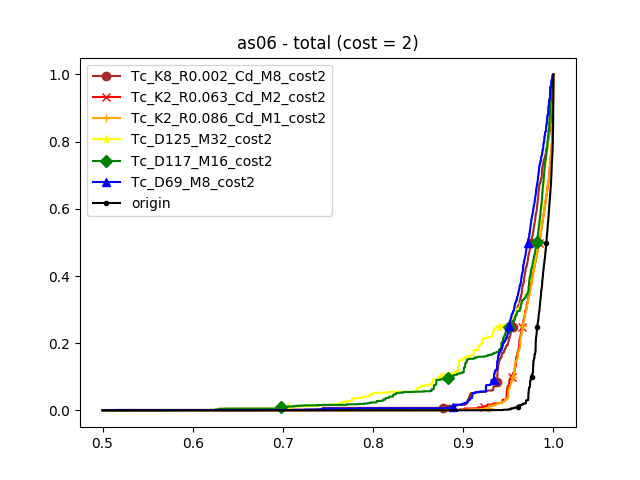 as06 - total (cost = 2)
Tc_K8_R0.002_Cd_M8_cost2
Tc_K2_R0.063_Cd_M2_cost2
Tc_K2_R0.086_Cd_M1_cost2
Tc_D125_M32_cost2
Tc_D117_M16_cost2
Tc_D69_M8_cost2
origin
1.0
0.8
0.6
0.4
0.2
0.0
0.5 0.6 0.7 0.8 0.9 1.0